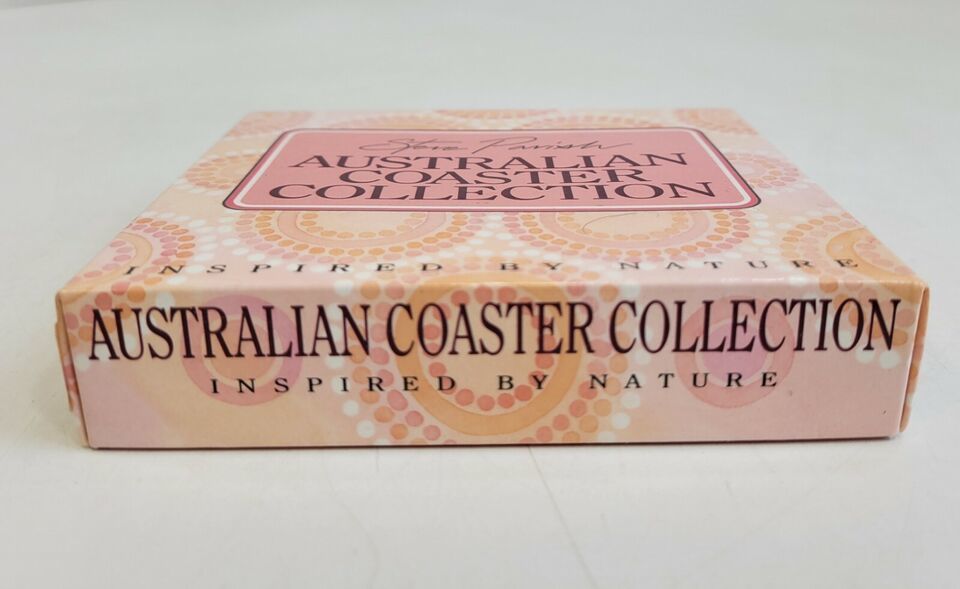 Steve Parish
AUSTRALIAN
COASTER
COLLECTION
INSPIRED BY NATURE
AUSTRALIAN COASTER COLLECTION
INSPIRED BY NATURE